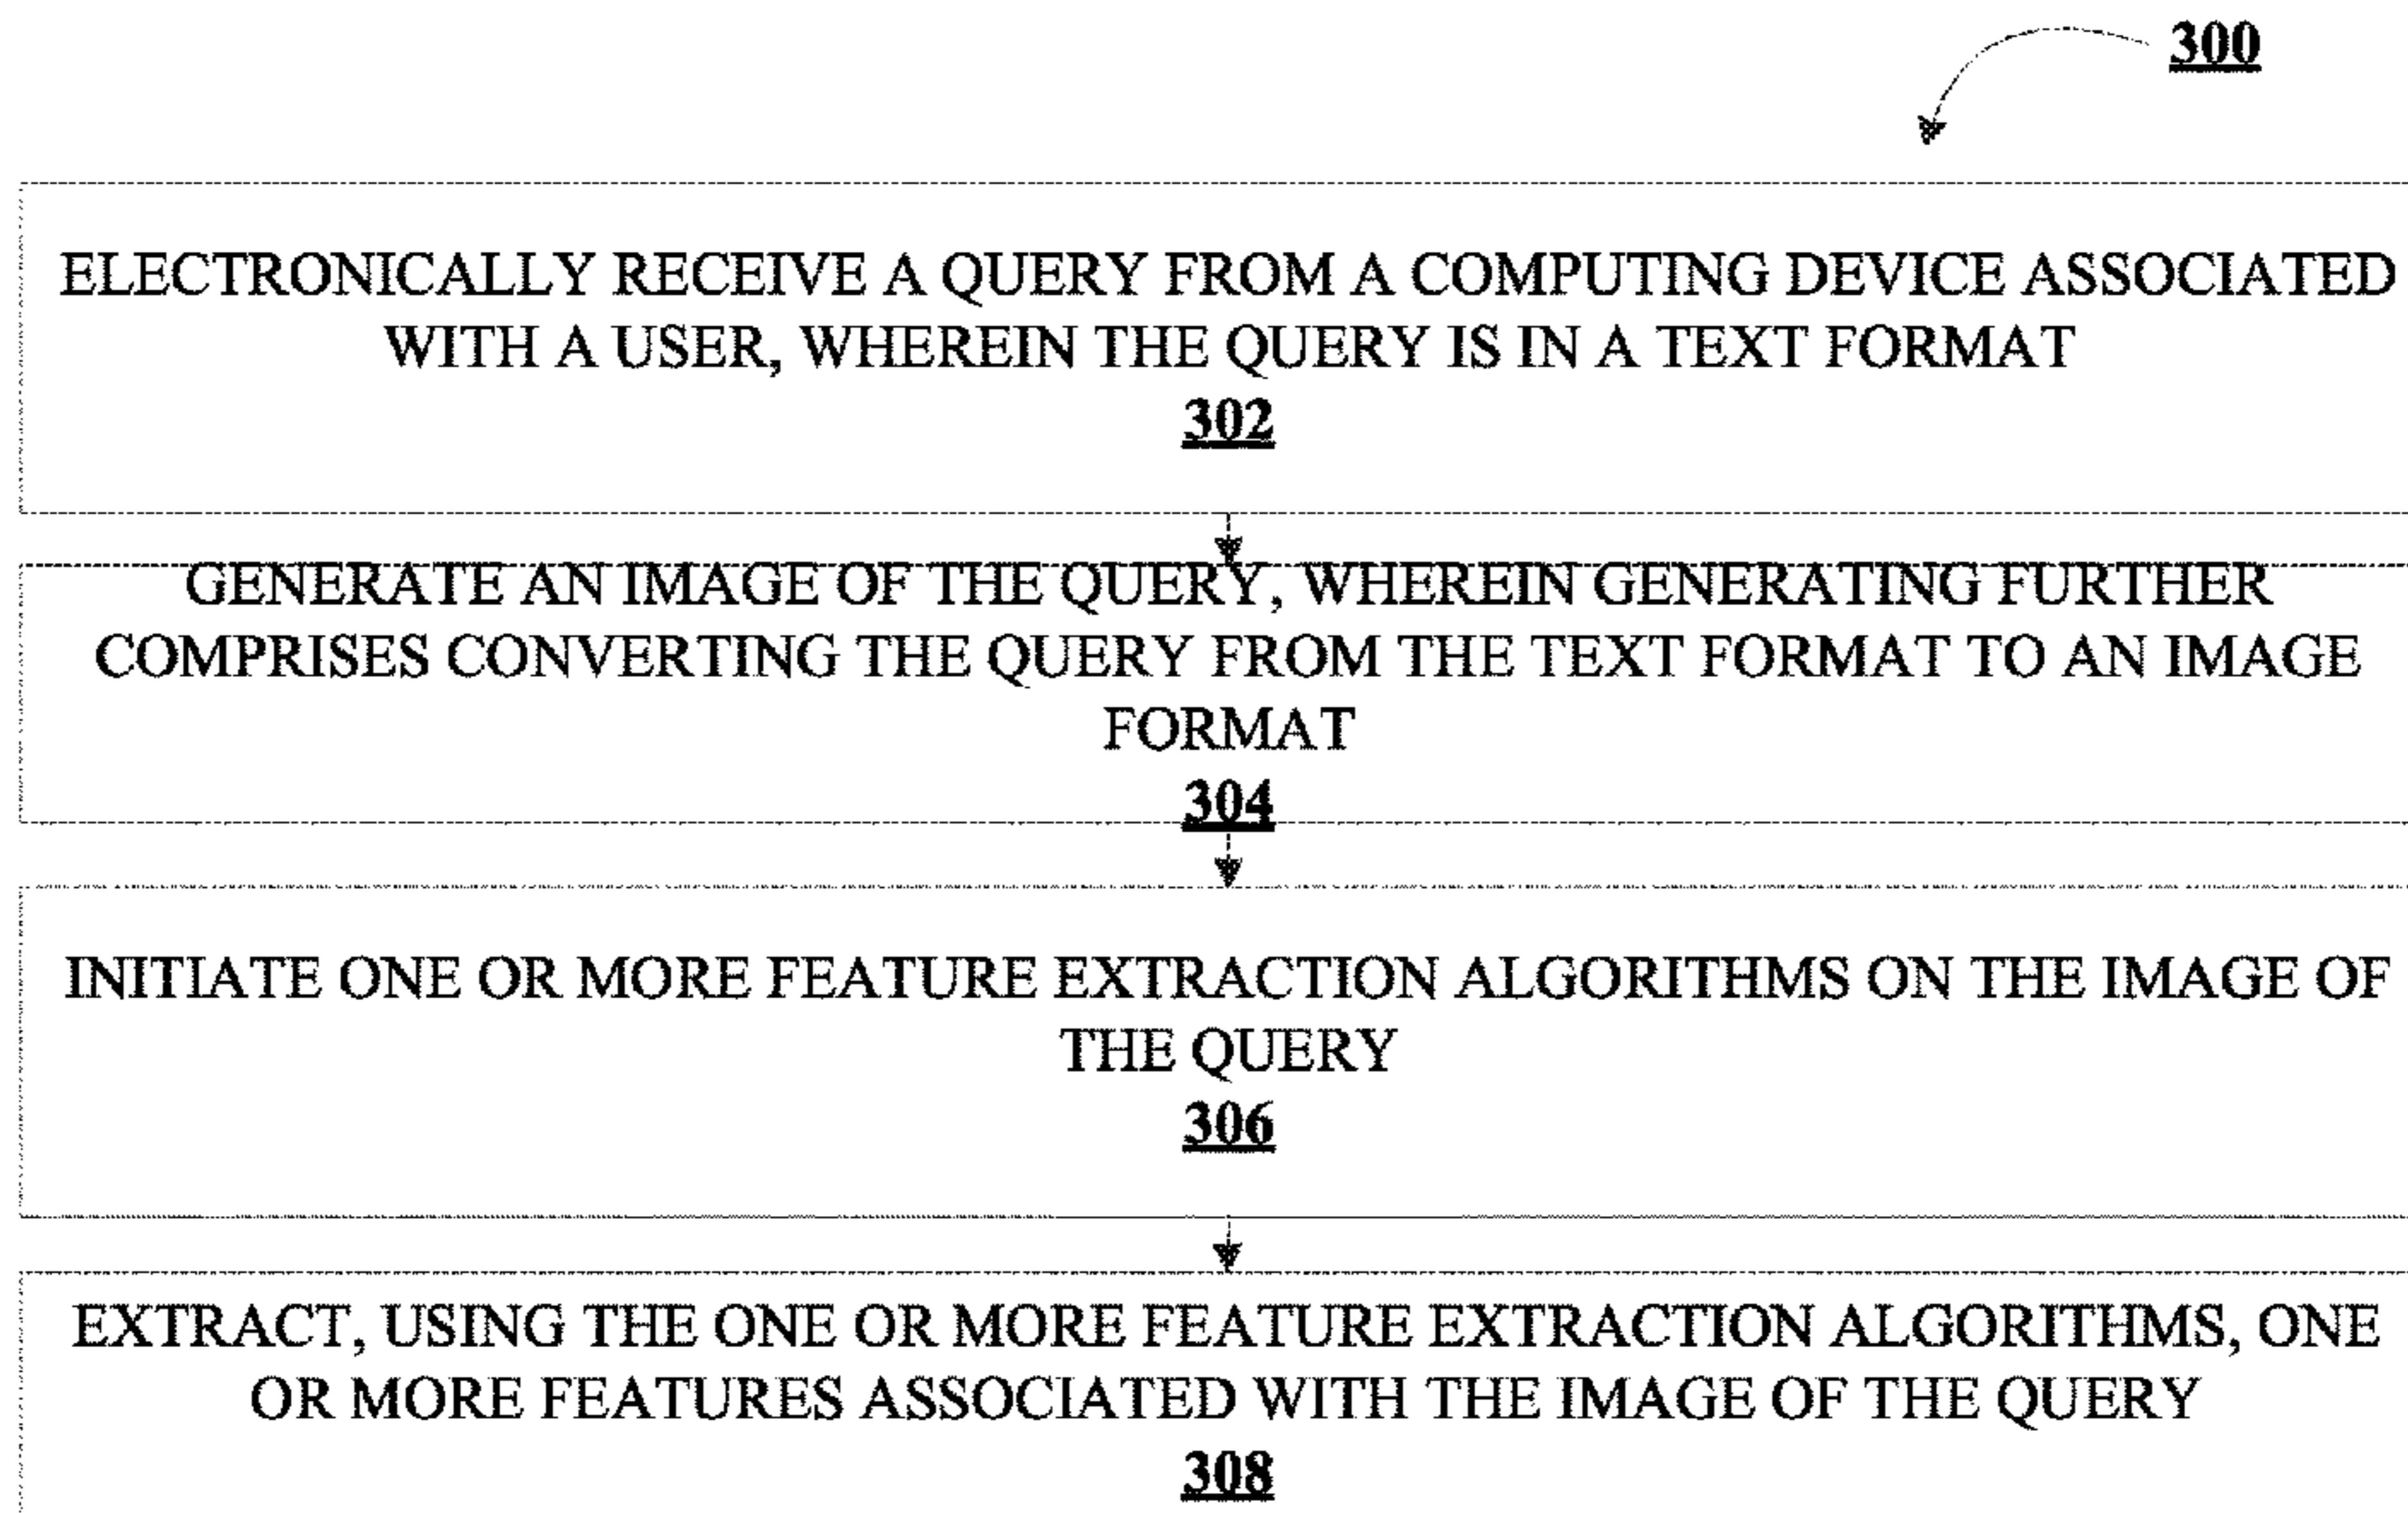 300
ELECTRONICALLY RECEIVE A QUERY FROM A COMPUTING DEVICE ASSOCIATED
WITH A USER, WHEREIN THE QUERY IS IN A TEXT FORMAT
302
GENERATE AN IMAGE OF THE QUERY, WHEREIN GENERATING FURTHER
COMPRISES CONVERTING THE QUERY FROM THE TEXT FORMAT TO AN IMAGE
FORMAT
304
INITIATE ONE OR MORE FEATURE EXTRACTION ALGORITHMS ON THE IMAGE OF
THE QUERY
306
EXTRACT, USING THE ONE OR MORE FEATURE EXTRACTION ALGORITHMS, ONE
OR MORE FEATURES ASSOCIATED WITH THE IMAGE OF THE QUERY
308